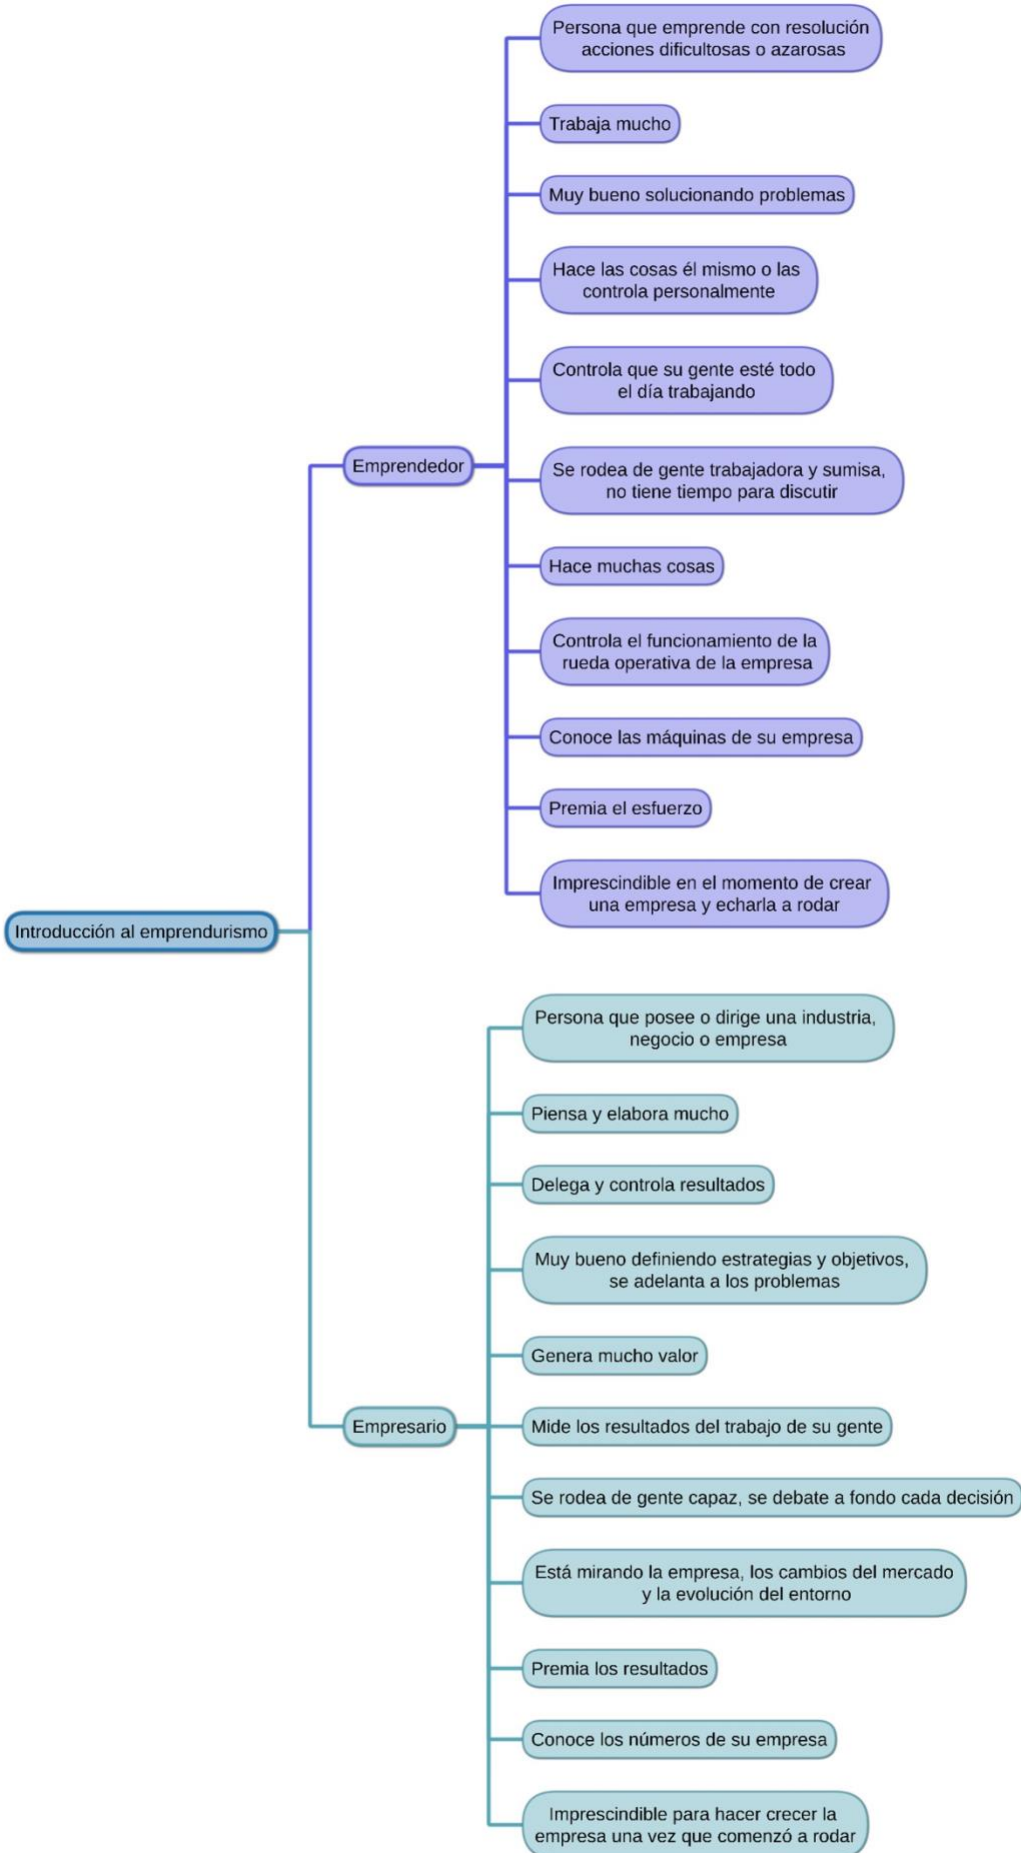 Persona que emprende con resolución
acciones dificultosas o azarosas
Trabaja mucho
Muy bueno solucionando problemas
Hace las cosas él mismo o las
controla personalmente
Controla que su gente esté todo
el día trabajando
Emprendedor
Se rodea de gente trabajadora y sumisa,
no tiene tiempo para discutir
Hace muchas cosas
Controla el funcionamiento de la
rueda operativa de la empresa
Conoce las máquinas de su empresa
Premia el esfuerzo
Imprescindible en el momento de crear
una empresa y echarla a rodar
Introducción al emprendurismo
Persona que posee o dirige una industria,
negocio o empresa
Piensa y elabora mucho
Delega y controla resultados
Muy bueno definiendo estrategias y objetivos,
se adelanta a los problemas
Genera mucho valor
Empresario
Mide los resultados del trabajo de su gente
Se rodea de gente capaz, se debate a fondo cada decisión
Está mirando la empresa, los cambios del mercado
y la evolución del entorno
Premia los resultados
Conoce los números de su empresa
Imprescindible para hacer crecer la
empresa una vez que comenzó a rodar